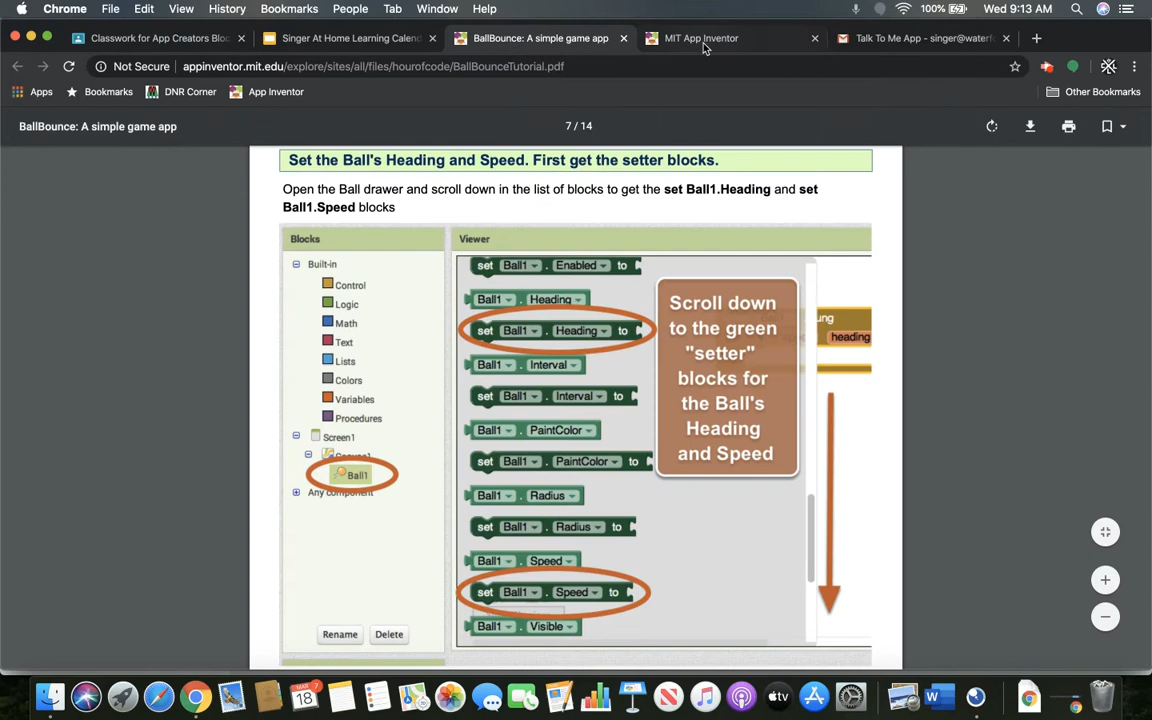 Chrome File Edit View History Bookmarks People Tab Window Help 100% Wed 9:13 AM
Classwork for App Creators Bloc Singer At Home Learning Calend BallBounce: A simple game app MIT App Inventor Talk To Me App - singer@waterf
Not Secure appinventor.mit.edu/explore/sites/all/files/hourofcode/BallBounceTutorial.pdf
Apps Bookmarks DNR Corner App Inventor Other Bookmarks
BallBounce: A simple game app 7 / 14
Set the Ball's Heading and Speed. First get the setter blocks.
Open the Ball drawer and scroll down in the list of blocks to get the set Ball1.Heading and set
Ball1.Speed blocks
Blocks Viewer
Built-in
Control
Logic
Math
Text
Lists
Colors
Variables
Procedures
Screen1
Canvas1
Ball1
Any component
Rename Delete
set Ball1 . Enabled to
Ball1 . Heading
set Ball1 . Heading to
Ball1 . Interval
set Ball1 . Interval to
Ball1 . PaintColor
set Ball1 . PaintColor to
Ball1 . Radius
set Ball1 . Radius to
Ball1 . Speed
set Ball1 . Speed to
Ball1 . Visible
Scroll down
to the green
"setter"
blocks for
the Ball's
Heading
and Speed
ung
heading
MAR
18
7
N
tv
W